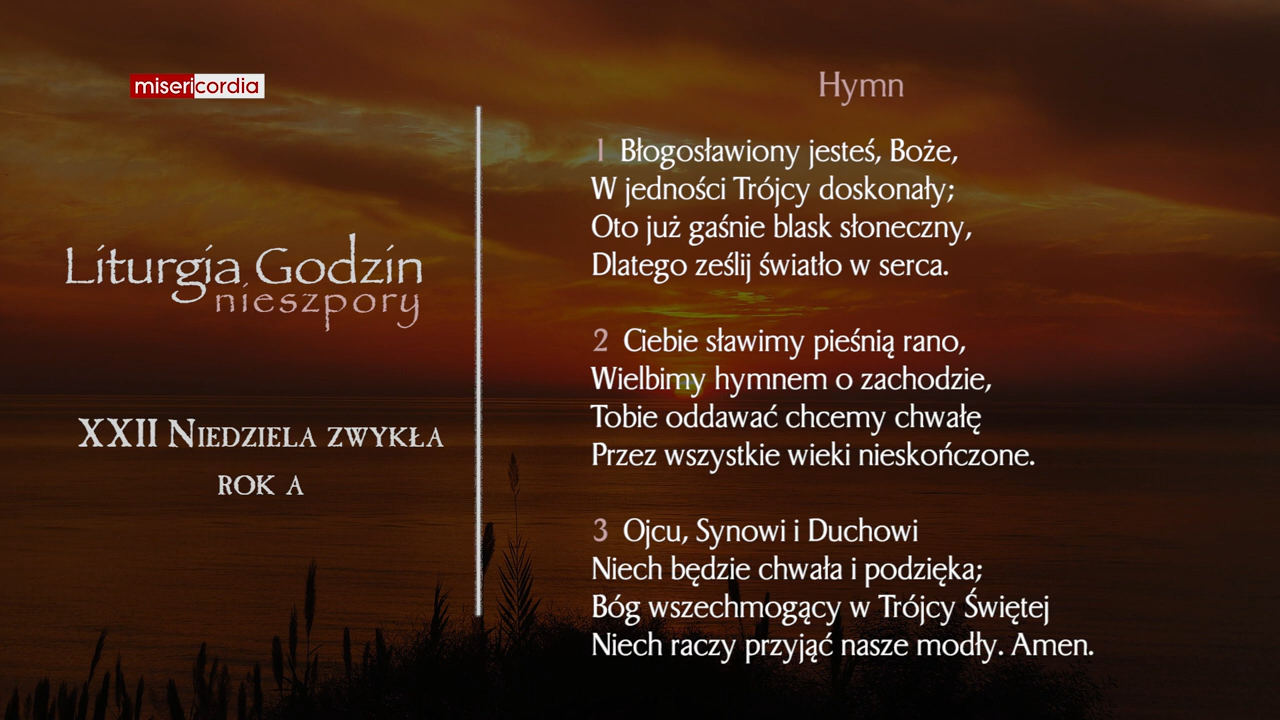 misericordia
Liturgia Godzin
nieszpory
XXII Niedziela zwykła
rok a
Hymn
1 Błogosławiony jesteś, Boże,
W jedności Trójcy doskonały;
Oto już gaśnie blask słoneczny,
Dlatego ześlij światło w serca.
2 Ciebie sławimy pieśnią rano,
Wielbimy hymnem o zachodzie,
Tobie oddawać chcemy chwałę
Przez wszystkie wieki nieskończone.
3 Ojcu, Synowi i Duchowi
Niech będzie chwała i podzięka;
Bóg wszechmogący w Trójcy Świętej
Niech raczy przyjąć nasze modły. Amen.